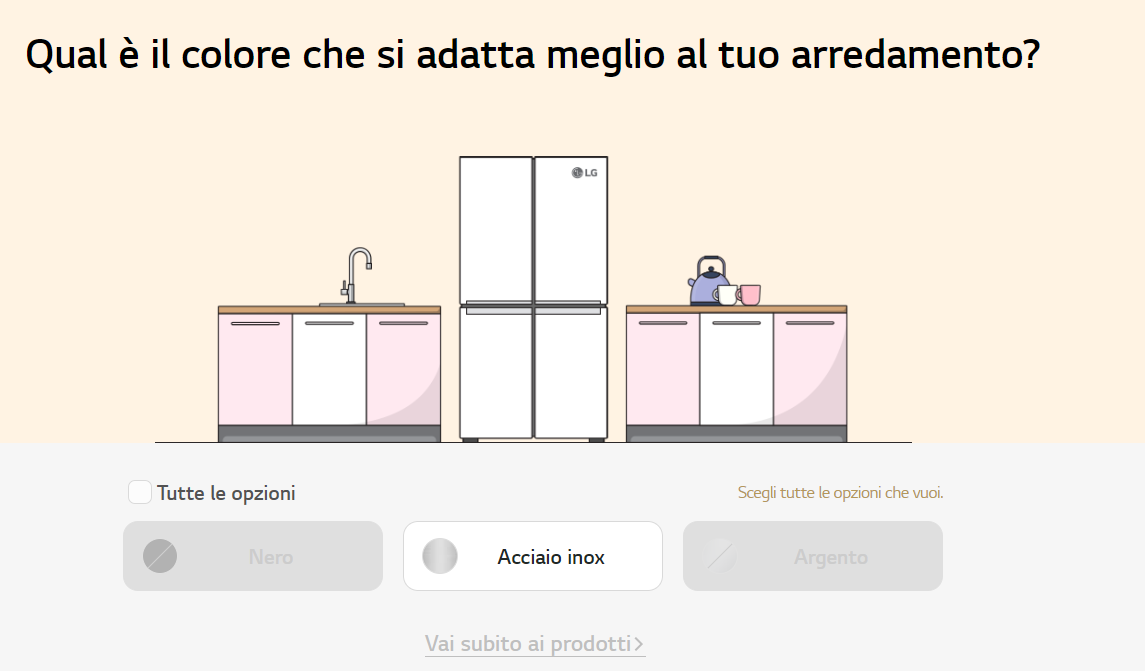 Qual è il colore che si adatta meglio al tuo arredamento?
LG
Tutte le opzioni
Scegli tutte le opzioni che vuoi.
Nero
Acciaio inox
Argento
Vai subito ai prodotti>